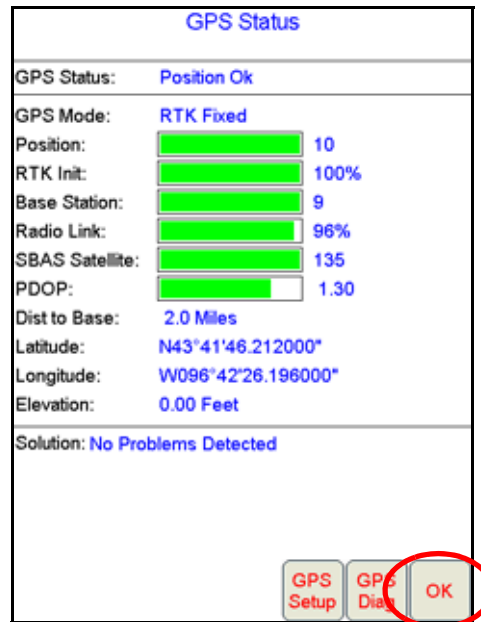 GPS Status
GPS Status: Position Ok
GPS Mode: RTK Fixed
Position: 10
RTK Init: 100%
Base Station: 9
Radio Link: 96%
SBAS Satellite: 135
PDOP: 1.30
Dist to Base: 2.0 Miles
Latitude: N43°41'46.212000"
Longitude: W096°42'26.196000"
Elevation: 0.00 Feet
Solution: No Problems Detected
GPS Setup
GPS Diag
OK